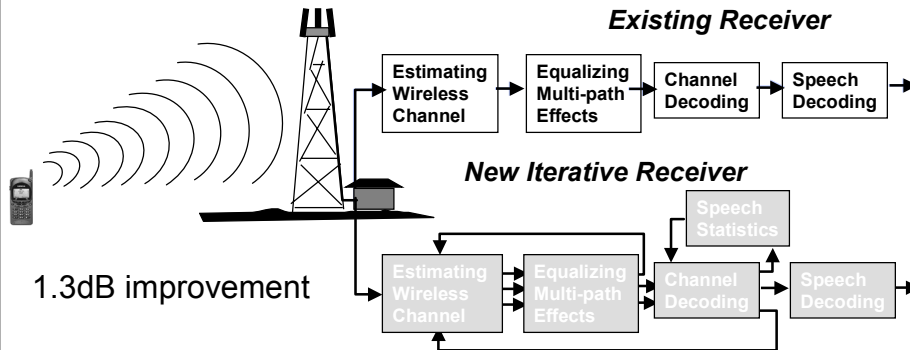 Existing Receiver
Estimating
Wireless
Channel
Equalizing
Multi-path
Effects
Channel
Decoding
Speech
Decoding
New Iterative Receiver
Speech
Statistics
Estimating
Wireless
Channel
Equalizing
Multi-path
Effects
Channel
Decoding
Speech
Decoding
1.3dB improvement